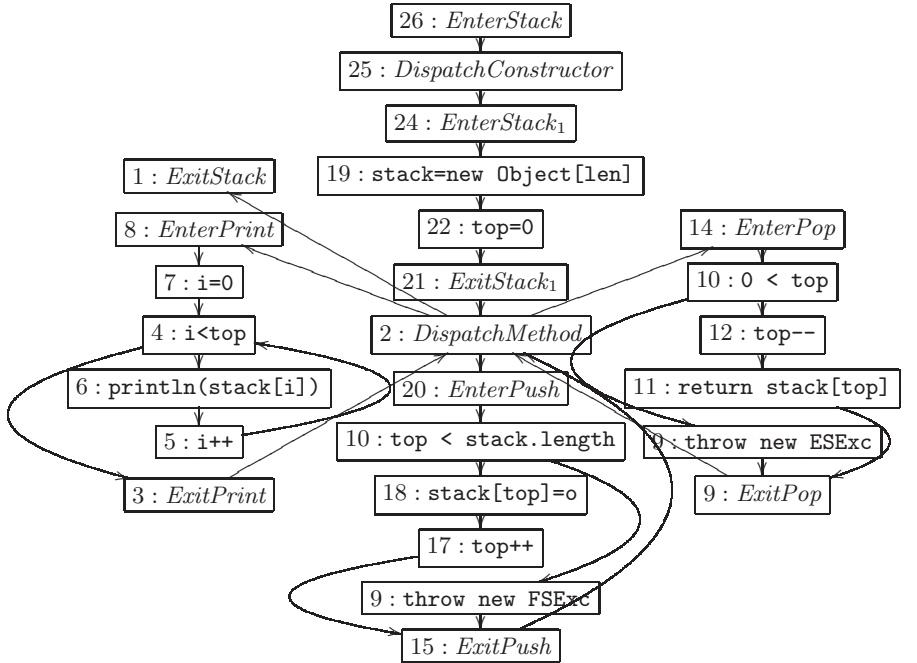 26 : EnterStack
25 : DispatchConstructor
24 : EnterStack₁
1 : ExitStack
19 : stack=new Object[len]
8 : EnterPrint
22 : top=0
14 : EnterPop
7 : i=0
21 : ExitStack₁
10 : 0 < top
4 : i<top
2 : DispatchMethod
12 : top--
6 : println(stack[i])
20 : EnterPush
11 : return stack[top]
5 : i++
10 : top < stack.length
9 : throw new ESExc
3 : ExitPrint
18 : stack[top]=o
9 : ExitPop
17 : top++
9 : throw new FSExc
15 : ExitPush